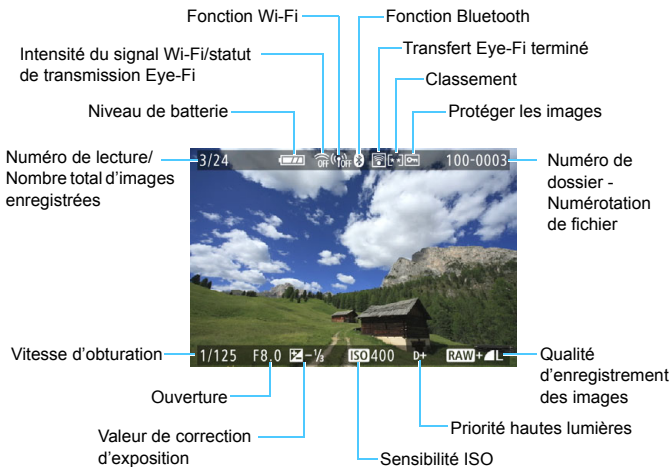 Fonction Wi-Fi
Fonction Bluetooth
Intensité du signal Wi-Fi/statut
de transmission Eye-Fi
Transfert Eye-Fi terminé
Classement
Niveau de batterie
Protéger les images
Numéro de lecture/
Nombre total d'images
enregistrées
3/24
OFF
OFF
100-0003
Numéro de
dossier -
Numérotation
de fichier
Vitesse d'obturation
1/125
F8.0
-⅓
ISO400
D+
RAW+L
Qualité
d'enregistrement
des images
Ouverture
Priorité hautes lumières
Valeur de correction
d'exposition
Sensibilité ISO